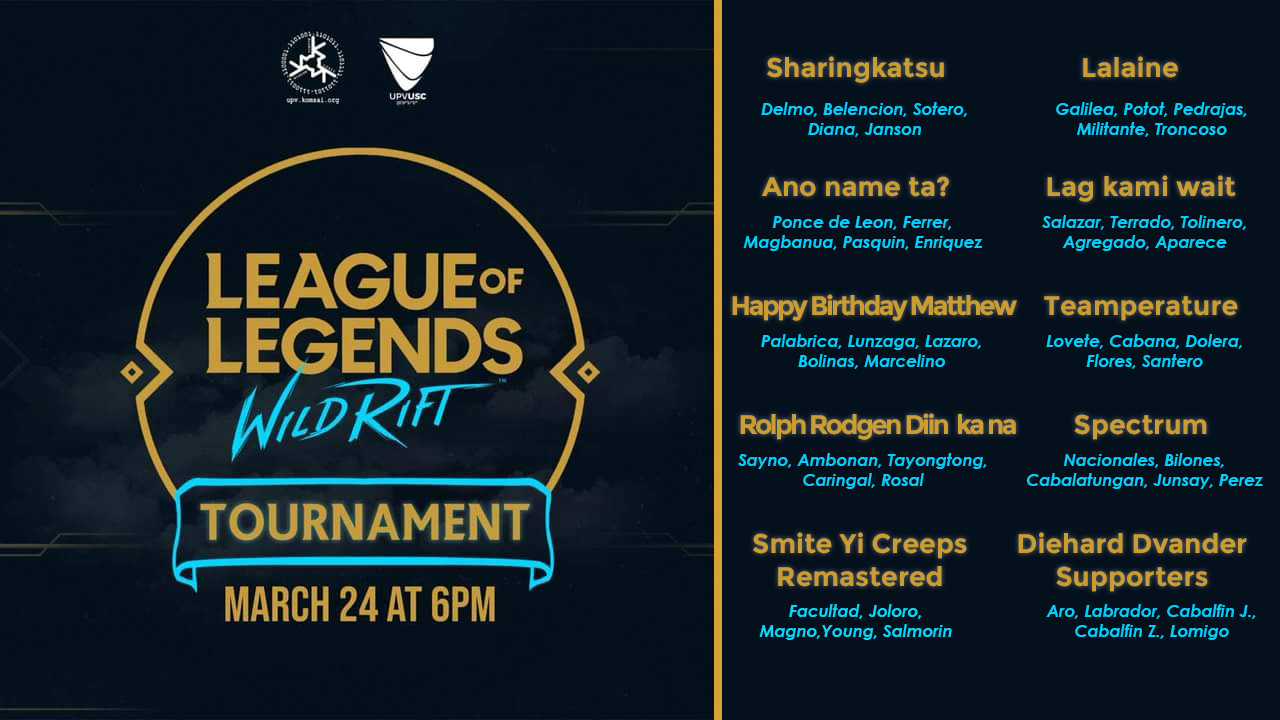 upv.komsai.org
UPVUSC
LEAGUE OF
LEGENDS
WILD RIFT™
TOURNAMENT
MARCH 24 AT 6PM
Sharingkatsu
Delmo, Belencion, Sotero,
Diana, Janson
Lalaine
Galilea, Potot, Pedrajas,
Militante, Troncoso
Ano name ta?
Ponce de Leon, Ferrer,
Magbanua, Pasquin, Enriquez
Lag kami wait
Salazar, Terrado, Tolinero,
Agregado, Aparece
Happy Birthday Matthew
Palabrica, Lunzaga, Lazaro,
Bolinas, Marcelino
Teamperature
Lovete, Cabana, Dolera,
Flores, Santero
Rolph Rodgen Diin ka na
Sayno, Ambonan, Tayongtong,
Caringal, Rosal
Spectrum
Nacionales, Bilones,
Cabalatungan, Junsay, Perez
Smite Yi Creeps
Remastered
Facultad, Joloro,
Magno,Young, Salmorin
Diehard Dvander
Supporters
Aro, Labrador, Cabalfin J.,
Cabalfin Z., Lomigo